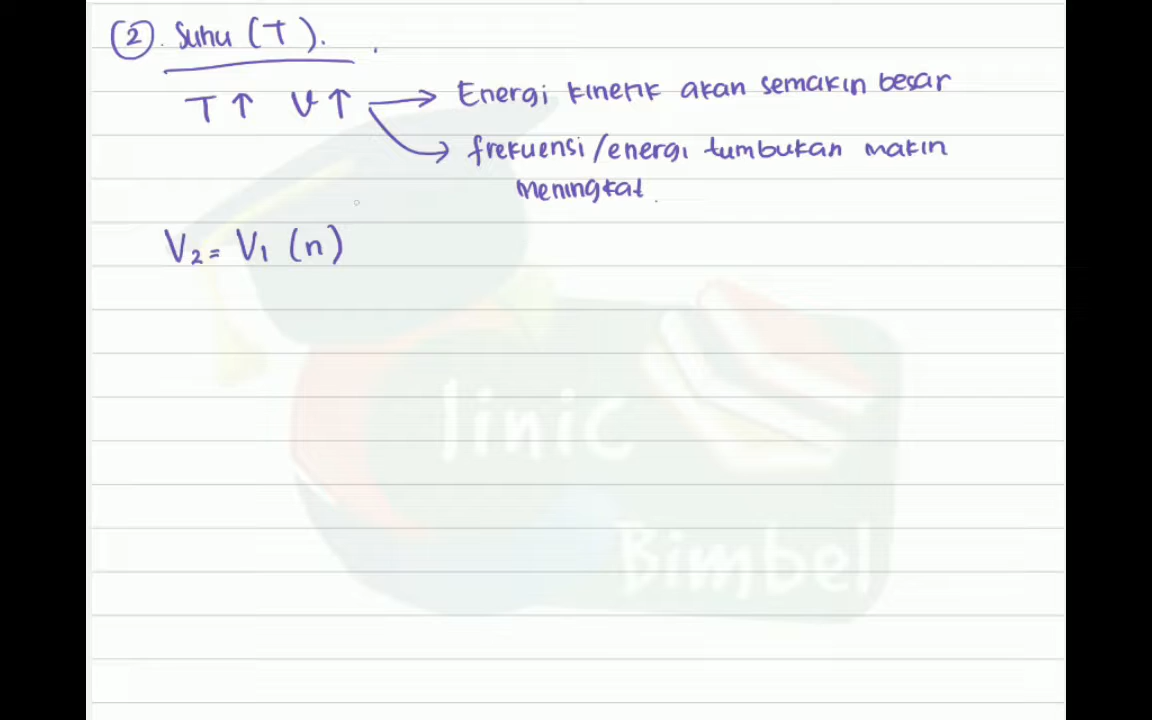 (2). Suhu (T).
T ↑ V ↑ → Energi kinetik akan semakin besar
→ frekuensi/energi tumbukan makin
meningkat.
V₂ = V₁ (n)
linic
Bimbel